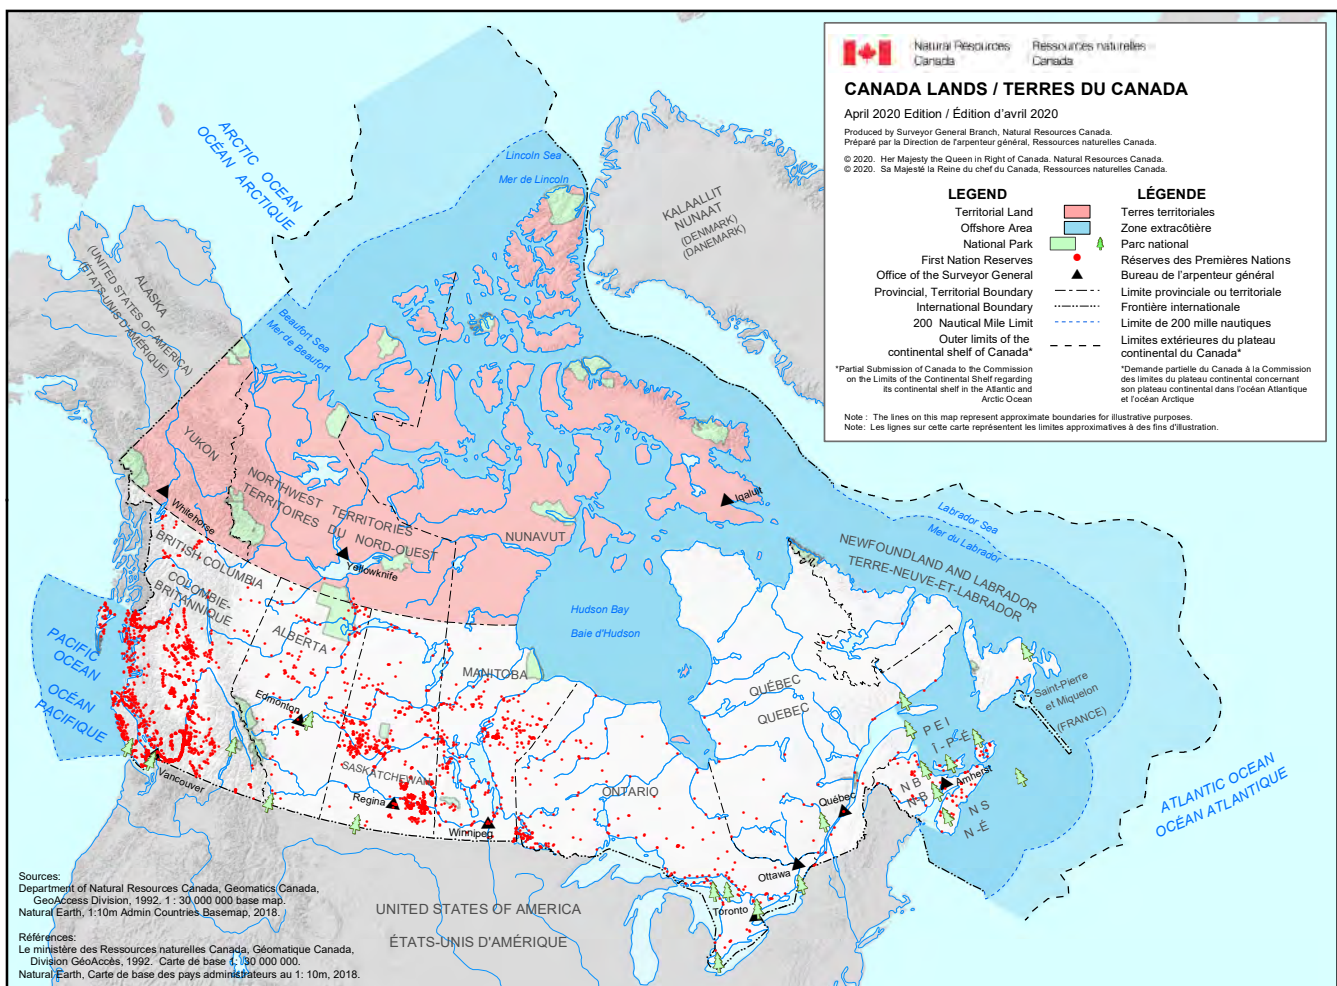 Natural Resources
Canada
Ressources naturelles
Canada
CANADA LANDS / TERRES DU CANADA
April 2020 Edition / Édition d'avril 2020
Produced by Surveyor General Branch, Natural Resources Canada.
Préparé par la Direction de l'arpenteur général, Ressources naturelles Canada.
© 2020. Her Majesty the Queen in Right of Canada. Natural Resources Canada.
© 2020. Sa Majesté la Reine du chef du Canada, Ressources naturelles Canada.
LEGEND LÉGENDE
Territorial Land Terres territoriales
Offshore Area Zone extracôtière
National Park Parc national
First Nation Reserves Réserves des Premières Nations
Office of the Surveyor General Bureau de l'arpenteur général
Provincial, Territorial Boundary Limite provinciale ou territoriale
International Boundary Frontière internationale
200 Nautical Mile Limit Limite de 200 mille nautiques
Outer limits of the Limites extérieures du plateau
continental shelf of Canada* continental du Canada*
*Partial Submission of Canada to the Commission
on the Limits of the Continental Shelf regarding
its continental shelf in the Atlantic and
Arctic Ocean
*Demande partielle du Canada à la Commission
des limites du plateau continental concernant
son plateau continental dans l'océan Atlantique
et l'océan Arctique
Note : The lines on this map represent approximate boundaries for illustrative purposes.
Note: Les lignes sur cette carte représentent les limites approximatives à des fins d'illustration.
ARCTIC OCEAN
OCÉAN ARCTIQUE
Lincoln Sea
Mer de Lincoln
KALAALLIT
NUNAAT
(DENMARK)
(DANEMARK)
ALASKA
(UNITED STATES OF AMERICA)
(ÉTATS-UNIS D'AMÉRIQUE)
Beaufort Sea
Mer de Beaufort
YUKON
Whitehorse
NORTHWEST TERRITORIES
TERRITOIRES DU NORD-OUEST
Yellowknife
NUNAVUT
Iqaluit
Labrador Sea
Mer du Labrador
NEWFOUNDLAND AND LABRADOR
TERRE-NEUVE-ET-LABRADOR
BRITISH COLUMBIA
COLOMBIE-
BRITANNIQUE
ALBERTA
Edmonton
Hudson Bay
Baie d'Hudson
MANITOBA
PACIFIC
OCEAN
OCÉAN
PACIFIQUE
Vancouver
SASKATCHEWAN
Regina
Winnipeg
ONTARIO
QUÉBEC
QUEBEC
Québec
Ottawa
Toronto
PEI
Î-P-É
NB
N-B
Amherst
NS
N-É
Saint-Pierre
et Miquelon
(FRANCE)
ATLANTIC OCEAN
OCÉAN ATLANTIQUE
UNITED STATES OF AMERICA
ÉTATS-UNIS D'AMÉRIQUE
Sources:
Department of Natural Resources Canada, Geomatics Canada,
GeoAccess Division, 1992. 1 : 30 000 000 base map.
Natural Earth, 1:10m Admin Countries Basemap, 2018.
Références:
Le ministère des Ressources naturelles Canada, Géomatique Canada,
Division GéoAccès, 1992. Carte de base 1: 30 000 000.
Natural Earth, Carte de base des pays administrateurs au 1: 10m, 2018.